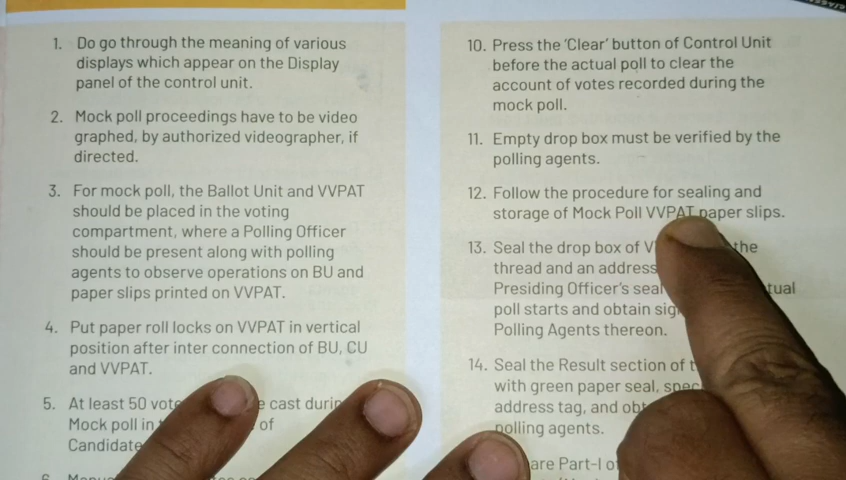 1. Do go through the meaning of various
displays which appear on the Display
panel of the control unit.
2. Mock poll proceedings have to be video
graphed, by authorized videographer, if
directed.
3. For mock poll, the Ballot Unit and VVPAT
should be placed in the voting
compartment, where a Polling Officer
should be present along with polling
agents to observe operations on BU and
paper slips printed on VVPAT.
4. Put paper roll locks on VVPAT in vertical
position after inter connection of BU, CU
and VVPAT.
5. At least 50 cast
Mock poll in of
10. Press the ‘Clear’ button of Control Unit
before the actual poll to clear the
account of votes recorded during the
mock poll.
11. Empty drop box must be verified by the
polling agents.
12. Follow the procedure for sealing and
storage of Mock Poll VVPAT paper slips.
13. Seal the drop box of the
thread and an address
Presiding Officer’s seal
poll starts and obtain
Polling Agents thereon.
14. Seal the Result section of
with green paper seal,
address tag, and
polling agents.
Part-I